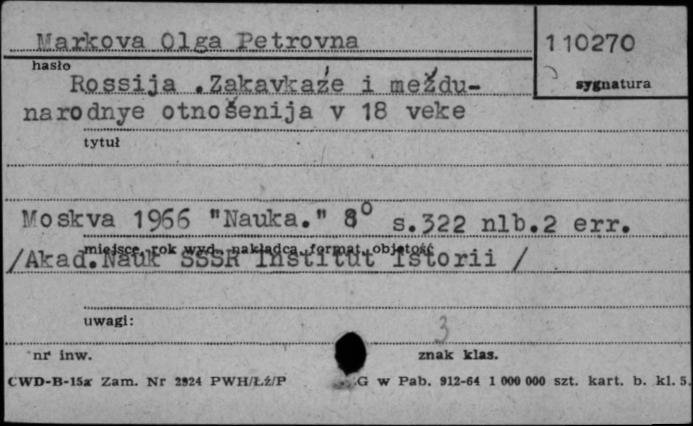 Markova Olga Petrovna
110270
hasło
sygnatura
Rossija .Zakavkaźe i meždu-
narodnye otnošenija v 18 veke
tytuł
Moskva 1966 "Nauka." 8° s.322 nlb.2 err.
miejsce, rok wyd., nakładca, format, objętość
/Akad.Nauk SSSR Institut Istorii /
uwagi:
3
nr inw.
znak klas.
CWD-B-15a Zam. Nr 2924 PWH/Łź/P
G w Pab. 912-64 1 000 000 szt. kart. b. kl. 5.